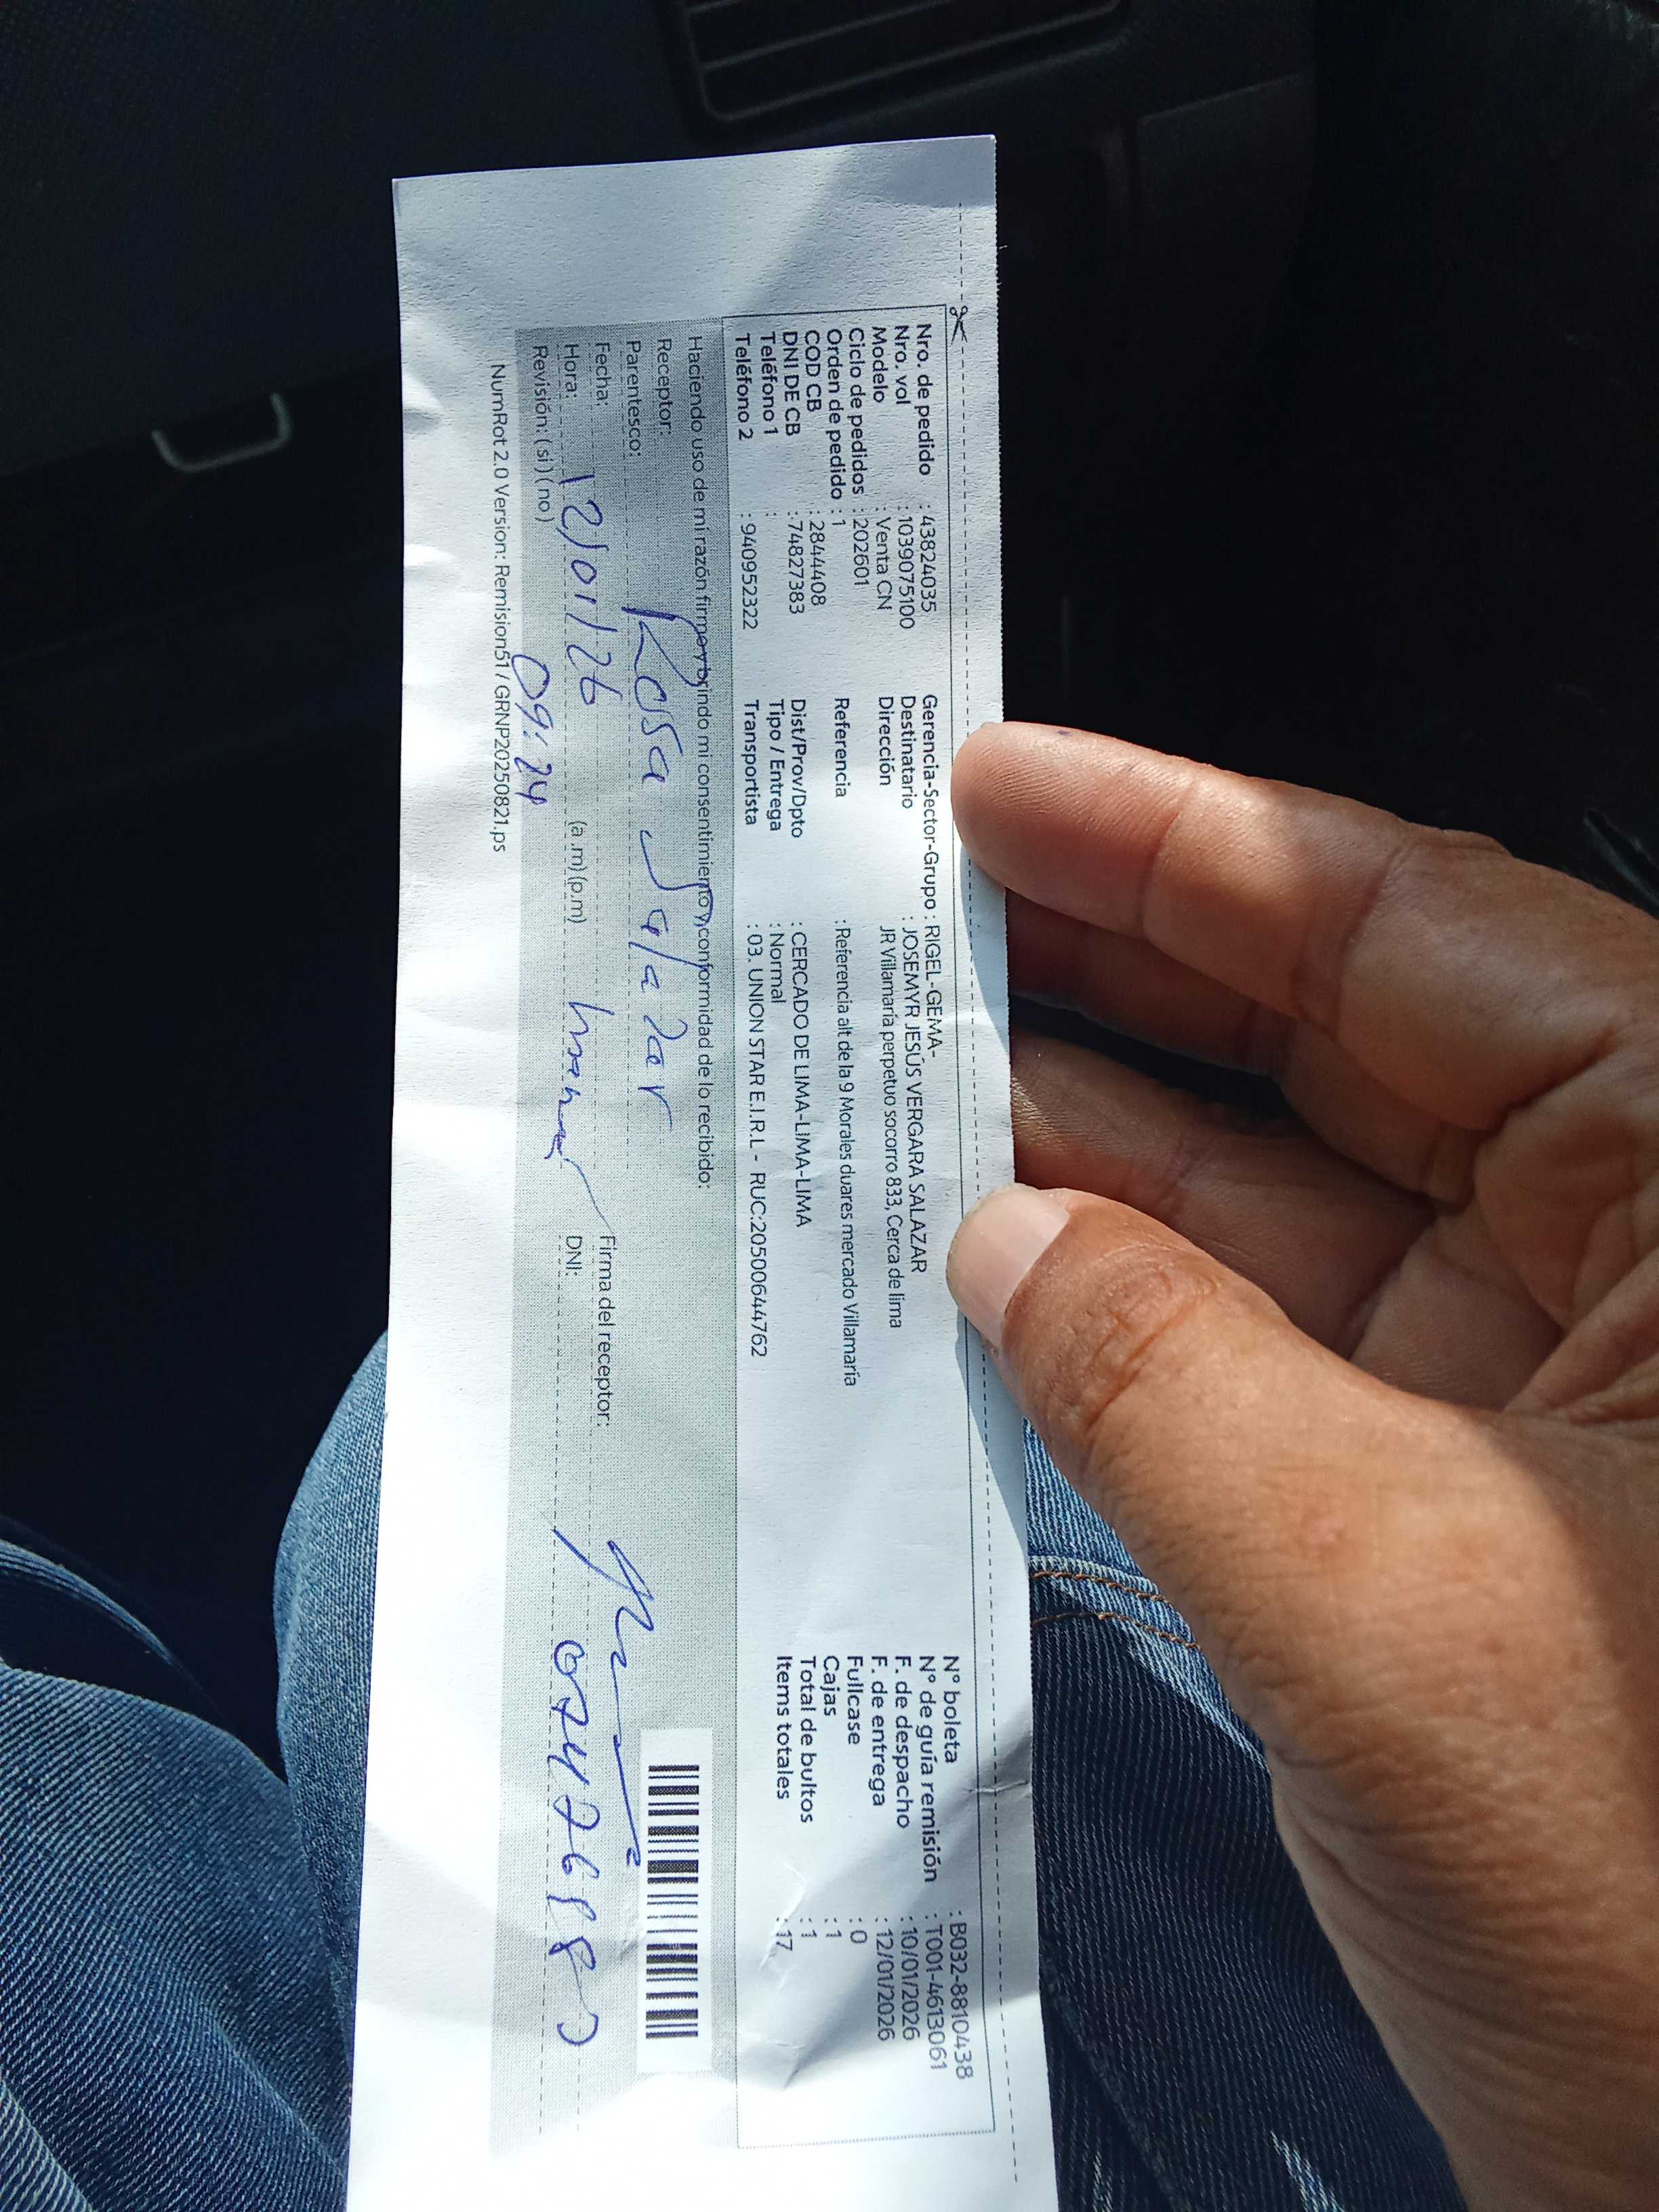 Nro. de pedido : 43824035
Nro. vol : 1039075100
Modelo : Venta CN
Ciclo de pedidos : 202601
Orden de pedido : 1
COD CB : 2844408
DNI DE CB : 74827383
Teléfono 1 :
Teléfono 2 : 940952322
Gerencia-Sector-Grupo : RIGEL-GEMA-
Destinatario : JOSEMYR JESÚS VERGARA SALAZAR
Dirección JR Villamaría perpetuo socorro 833, Cerca de lima
Referencia : Referencia alt de la 9 Morales duares mercado Villamaría
Dist/Prov/Dpto : CERCADO DE LIMA-LIMA-LIMA
Tipo / Entrega : Normal
Transportista : 03. UNION STAR E.I.R.L - RUC:20500644762
N° boleta : B032-8810438
N° de guía remisión : T001-4613061
F. de despacho : 10/01/2026
F. de entrega : 12/01/2026
Fullcase : 0
Cajas : 1
Total de bultos : 1
Items totales : 17
Haciendo uso de mi razón firme y brindo mi consentimiento y conformidad de lo recibido:
Receptor: Rosa Salazar
Parentesco:
Fecha: 12/01/26
Firma del receptor:
Hora: 09:24 (a.m) (p.m)
DNI:
Revisión: ( si ) ( no )
NumRot 2.0 Version: Remision51 / GRNP20250821.ps